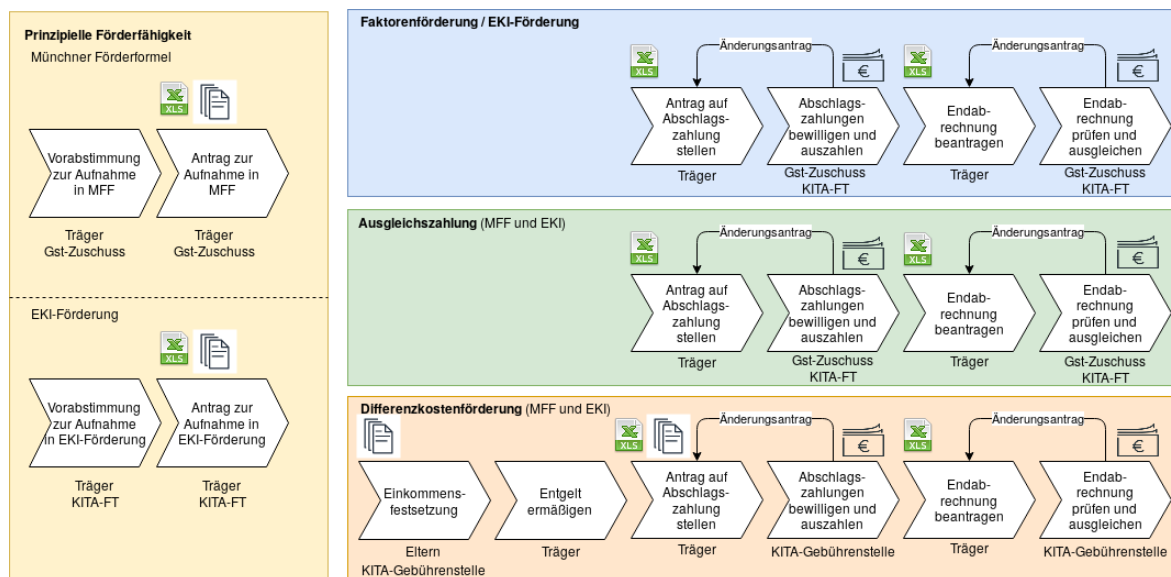 Prinzipielle Förderfähigkeit
Münchner Förderformel
XLS
Vorabstimmung
zur Aufnahme
in MFF
Antrag zur
Aufnahme in
MFF
Träger
Gst-Zuschuss
Träger
Gst-Zuschuss
EKI-Förderung
XLS
Vorabstimmung
zur Aufnahme
in EKI-Förderung
Antrag zur
Aufnahme in
EKI-Förderung
Träger
KITA-FT
Träger
KITA-FT
Faktorenförderung / EKI-Förderung
Änderungsantrag
Änderungsantrag
XLS
€
XLS
€
Antrag auf
Abschlags-
zahlung
stellen
Abschlags-
zahlungen
bewilligen und
auszahlen
Endab-
rechnung
beantragen
Endab-
rechnung
prüfen und
ausgleichen
Träger
Gst-Zuschuss
KITA-FT
Träger
Gst-Zuschuss
KITA-FT
Ausgleichszahlung (MFF und EKI)
Änderungsantrag
Änderungsantrag
XLS
€
XLS
€
Antrag auf
Abschlags-
zahlung
stellen
Abschlags-
zahlungen
bewilligen und
auszahlen
Endab-
rechnung
beantragen
Endab-
rechnung
prüfen und
ausgleichen
Träger
Gst-Zuschuss
KITA-FT
Träger
Gst-Zuschuss
KITA-FT
Differenzkostenförderung (MFF und EKI)
Änderungsantrag
Änderungsantrag
XLS
€
XLS
€
Einkommens-
festsetzung
Entgelt
ermäßigen
Antrag auf
Abschlags-
zahlung
stellen
Abschlags-
zahlungen
bewilligen und
auszahlen
Endab-
rechnung
beantragen
Endab-
rechnung
prüfen und
ausgleichen
Eltern
KITA-Gebührenstelle
Träger
Träger
KITA-Gebührenstelle
Träger
KITA-Gebührenstelle